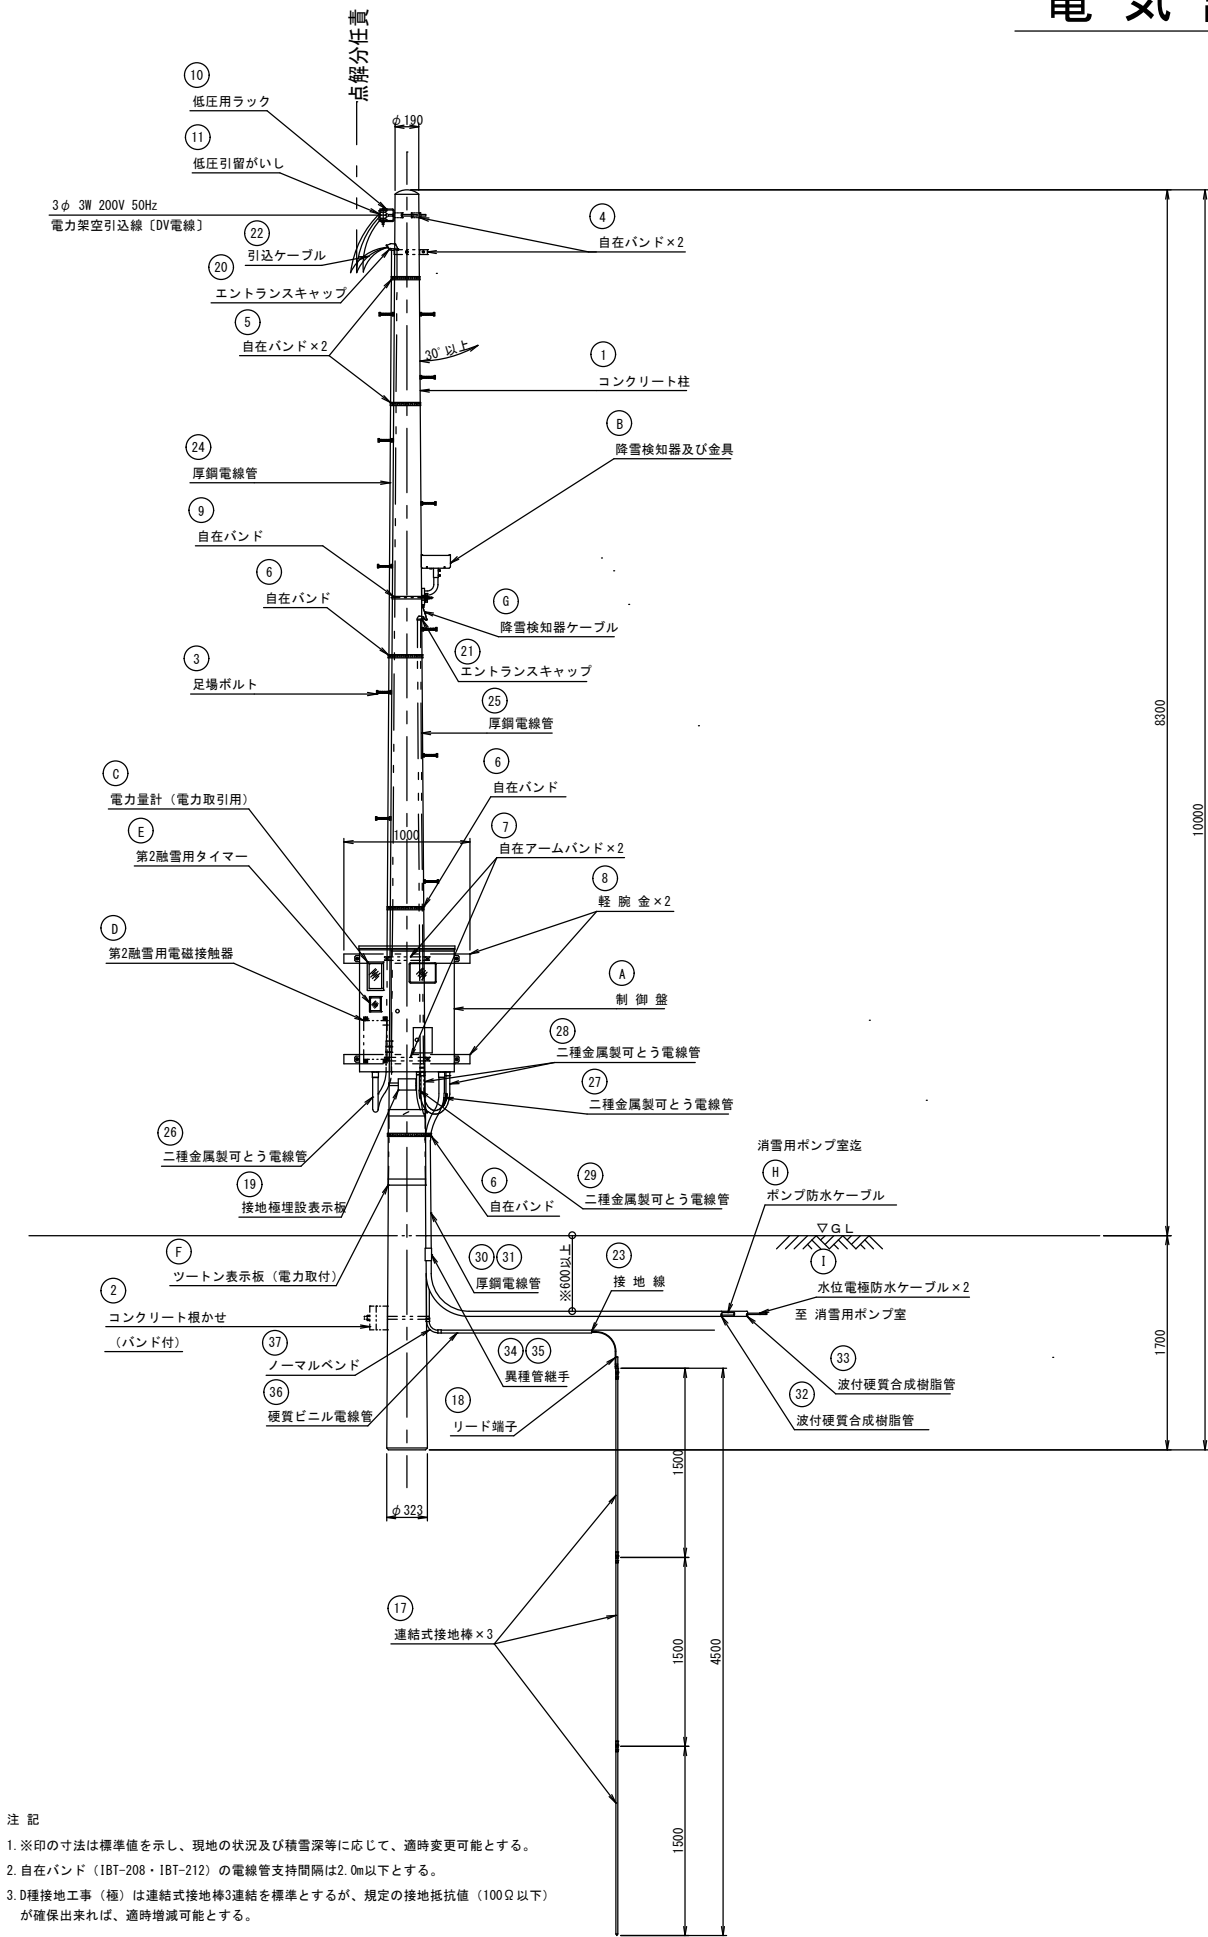 電 気
責任分解点
10
低圧用ラック
φ190
11
低圧引留がいし
3φ 3W 200V 50Hz
電力架空引込線〔DV電線〕
22
引込ケーブル
4
自在バンド×2
20
エントランスキャップ
5
自在バンド×2
30°以上
1
コンクリート柱
B
降雪検知器及び金具
24
厚鋼電線管
9
自在バンド
6
自在バンド
G
降雪検知器ケーブル
3
足場ボルト
21
エントランスキャップ
25
厚鋼電線管
8300
C
電力量計（電力取引用）
6
自在バンド
10000
E
第2融雪用タイマー
1000
7
自在アームバンド×2
8
軽 腕 金×2
D
第2融雪用電磁接触器
A
制 御 盤
28
二種金属製可とう電線管
27
二種金属製可とう電線管
26
二種金属製可とう電線管
消雪用ポンプ室迄
H
ポンプ防水ケーブル
19
接地極埋設表示板
6
自在バンド
29
二種金属製可とう電線管
▽GL
F
ツートン表示板（電力取付）
30 31
厚鋼電線管
※600以上
23
接 地 線
I
水位電極防水ケーブル×2
2
コンクリート根かせ
（バンド付）
至 消雪用ポンプ室
1700
37
ノーマルベンド
34 35
異種管継手
33
波付硬質合成樹脂管
36
硬質ビニル電線管
18
リード端子
32
波付硬質合成樹脂管
1500
φ323
17
連結式接地棒×3
1500
4500
1500
注 記
1. ※印の寸法は標準値を示し、現地の状況及び積雪深等に応じて、適時変更可能とする。
2. 自在バンド（IBT-208・IBT-212）の電線管支持間隔は2.0m以下とする。
3. D種接地工事（極）は連結式接地棒3連結を標準とするが、規定の接地抵抗値（100Ω以下）
が確保出来れば、適時増減可能とする。